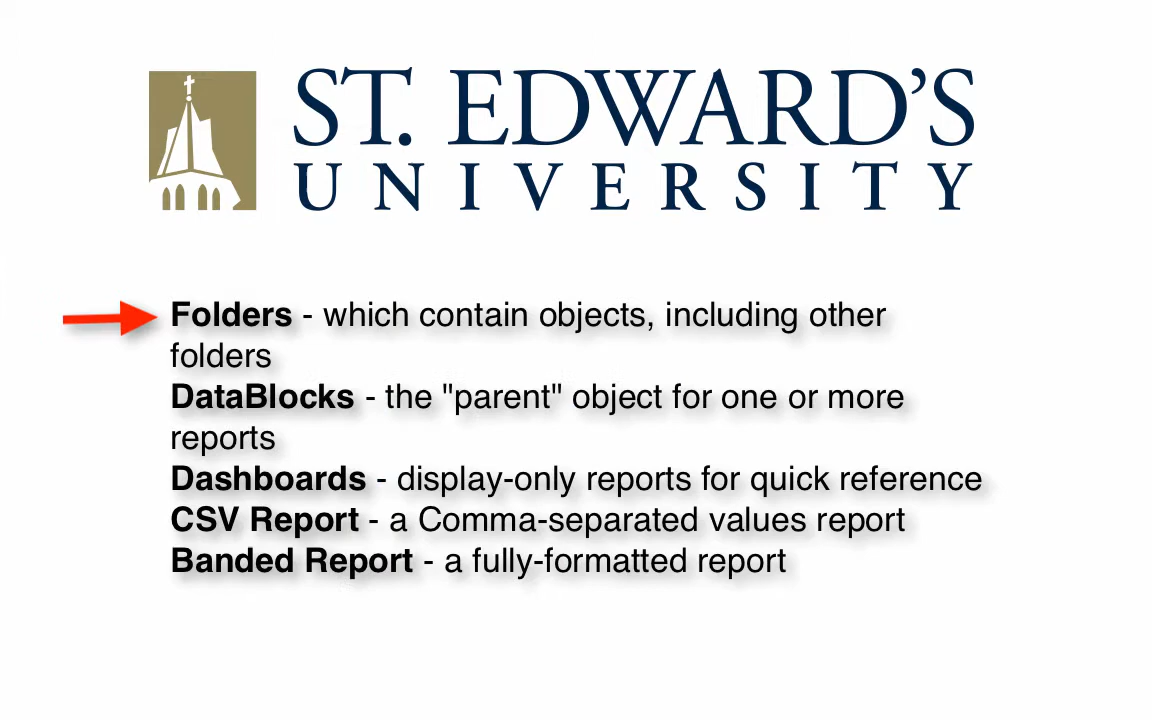 ST. EDWARD'S
UNIVERSITY
Folders - which contain objects, including other
folders
DataBlocks - the "parent" object for one or more
reports
Dashboards - display-only reports for quick reference
CSV Report - a Comma-separated values report
Banded Report - a fully-formatted report